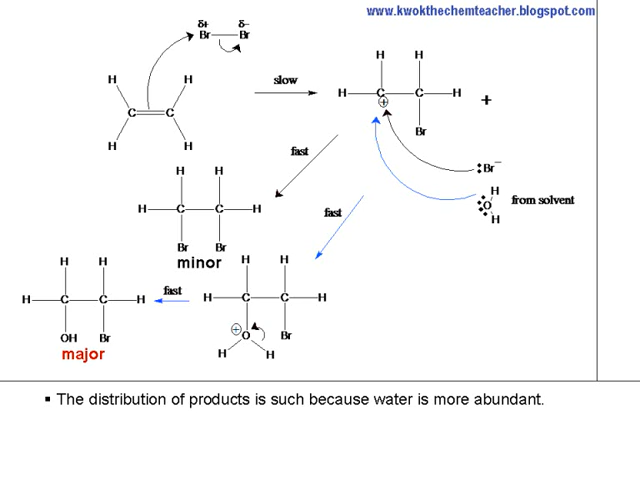 www.kwokthechemteacher.blogspot.com
δ+ δ−
Br Br
H H
C C
H H
slow
H H
H C C H
⊕
Br
+
fast
:Br −
H
O
H
from solvent
H H
H C C H
Br Br
minor
fast
H H
H C C H
⊕
O Br
H H
fast
H H
H C C H
OH Br
major
▪ The distribution of products is such because water is more abundant.